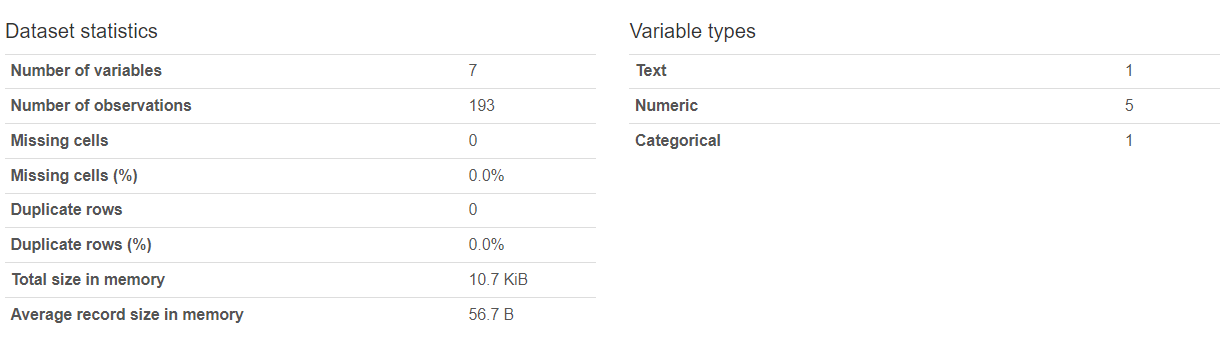 Dataset statistics
Number of variables 7
Number of observations 193
Missing cells 0
Missing cells (%) 0.0%
Duplicate rows 0
Duplicate rows (%) 0.0%
Total size in memory 10.7 KiB
Average record size in memory 56.7 B
Variable types
Text 1
Numeric 5
Categorical 1